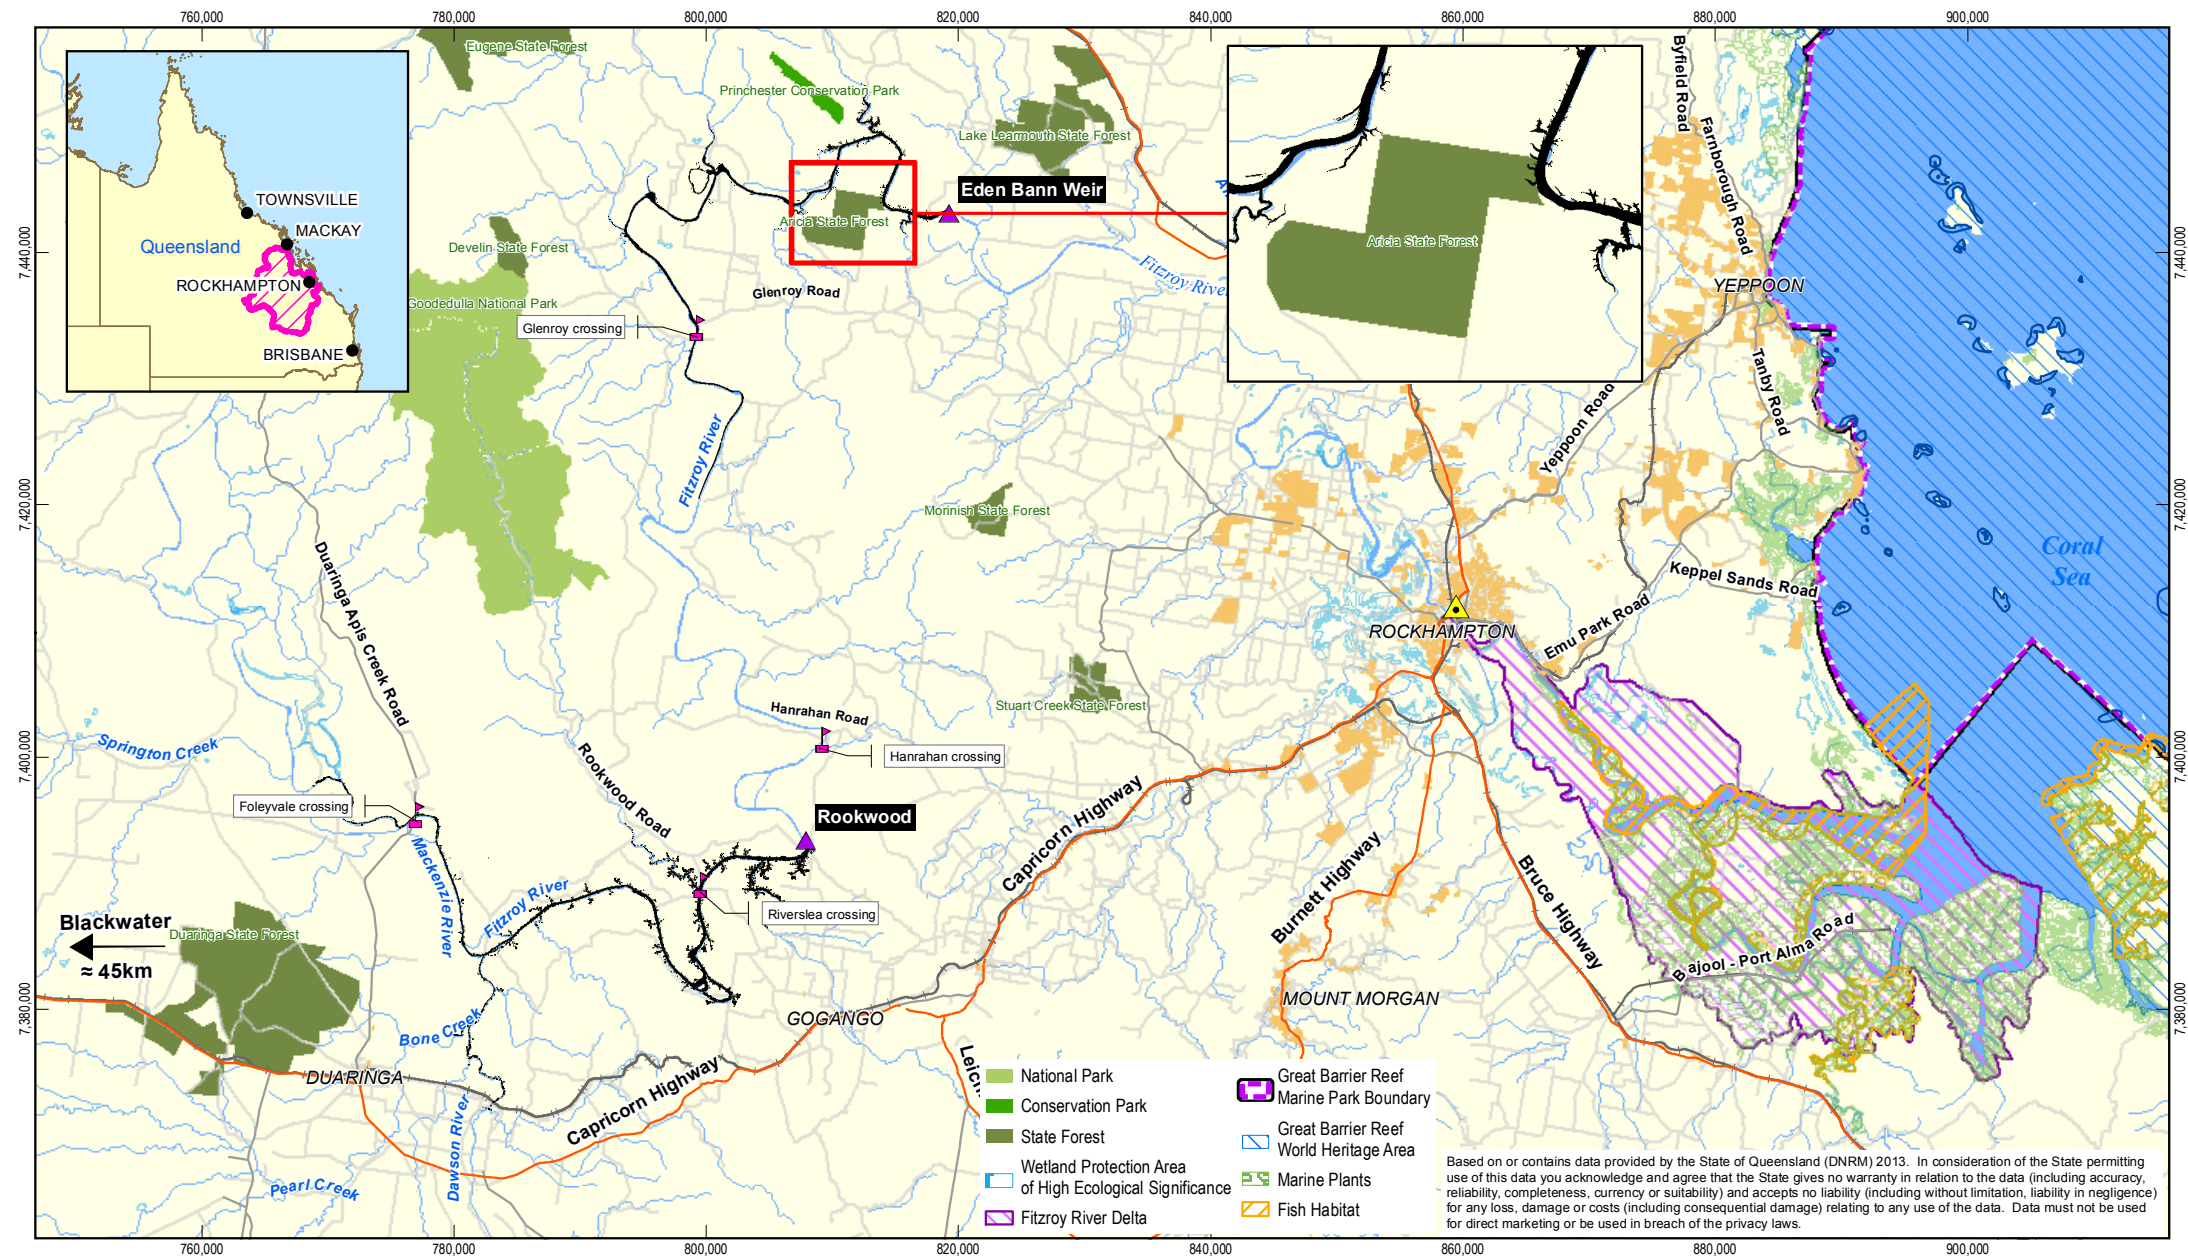 760,000
780,000
800,000
820,000
840,000
860,000
880,000
900,000
Eugene State Forest
Princhester Conservation Park
Lake Learmouth State Forest
Byfield Road
Farnborough Road
TOWNSVILLE
MACKAY
Queensland
ROCKHAMPTON
BRISBANE
Eden Bann Weir
Aricia State Forest
Aricia State Forest
7,440,000
7,440,000
Develin State Forest
Goodedulla National Park
Glenroy Road
Fitzroy River
Glenroy crossing
YEPPOON
Tanby Road
Yeppoon Road
Fitzroy River
7,420,000
7,420,000
Morinish State Forest
Coral
Sea
Keppel Sands Road
Emu Park Road
ROCKHAMPTON
Duaringa Apis Creek Road
Stuart Creek State Forest
Hanrahan Road
Hanrahan crossing
Springton Creek
7,400,000
7,400,000
Rookwood Road
Foleyvale crossing
Rookwood
Capricorn Highway
Mackenzie River
Fitzroy River
Riverslea crossing
Burnett Highway
Bruce Highway
Blackwater
≈ 45km
Duaringa State Forest
Bajool - Port Alma Road
7,380,000
7,380,000
MOUNT MORGAN
GOGANGO
Bone Creek
DUARINGA
Capricorn Highway
Dawson River
Pearl Creek
National Park
Conservation Park
State Forest
Wetland Protection Area
of High Ecological Significance
Fitzroy River Delta
Great Barrier Reef
Marine Park Boundary
Great Barrier Reef
World Heritage Area
Marine Plants
Fish Habitat
Based on or contains data provided by the State of Queensland (DNRM) 2013. In consideration of the State permitting
use of this data you acknowledge and agree that the State gives no warranty in relation to the data (including accuracy,
reliability, completeness, currency or suitability) and accepts no liability (including without limitation, liability in negligence)
for any loss, damage or costs (including consequential damage) relating to any use of the data. Data must not be used
for direct marketing or be used in breach of the privacy laws.
760,000
780,000
800,000
820,000
840,000
860,000
880,000
900,000